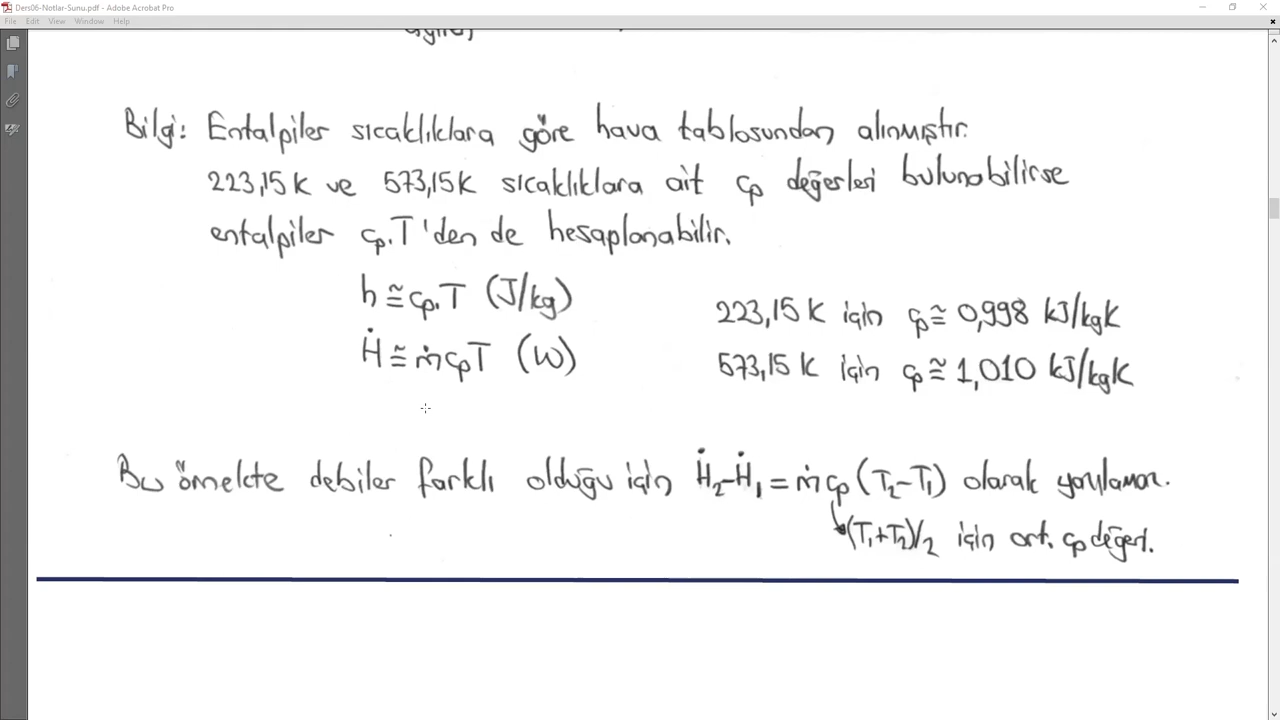 Ders06-Notlar-Sunu.pdf - Adobe Acrobat Pro
File Edit View Window Help
Bilgi: Entalpiler sıcaklıklara göre hava tablosundan alınmıştır.
223,15 K ve 573,15 K sıcaklıklara ait cp değerleri bulunabilirse
entalpiler cp.T'den de hesaplanabilir.
h ≅ cp.T (J/kg)
Ḣ ≅ ṁcpT (W)
223,15 K için cp ≅ 0,998 kJ/kgK
573,15 K için cp ≅ 1,010 kJ/kgK
Bu örnekte debiler farklı olduğu için Ḣ2-Ḣ1 = ṁcp (T2-T1) olarak yazılamaz.
(T1+T2)/2 için ort. cp değeri.